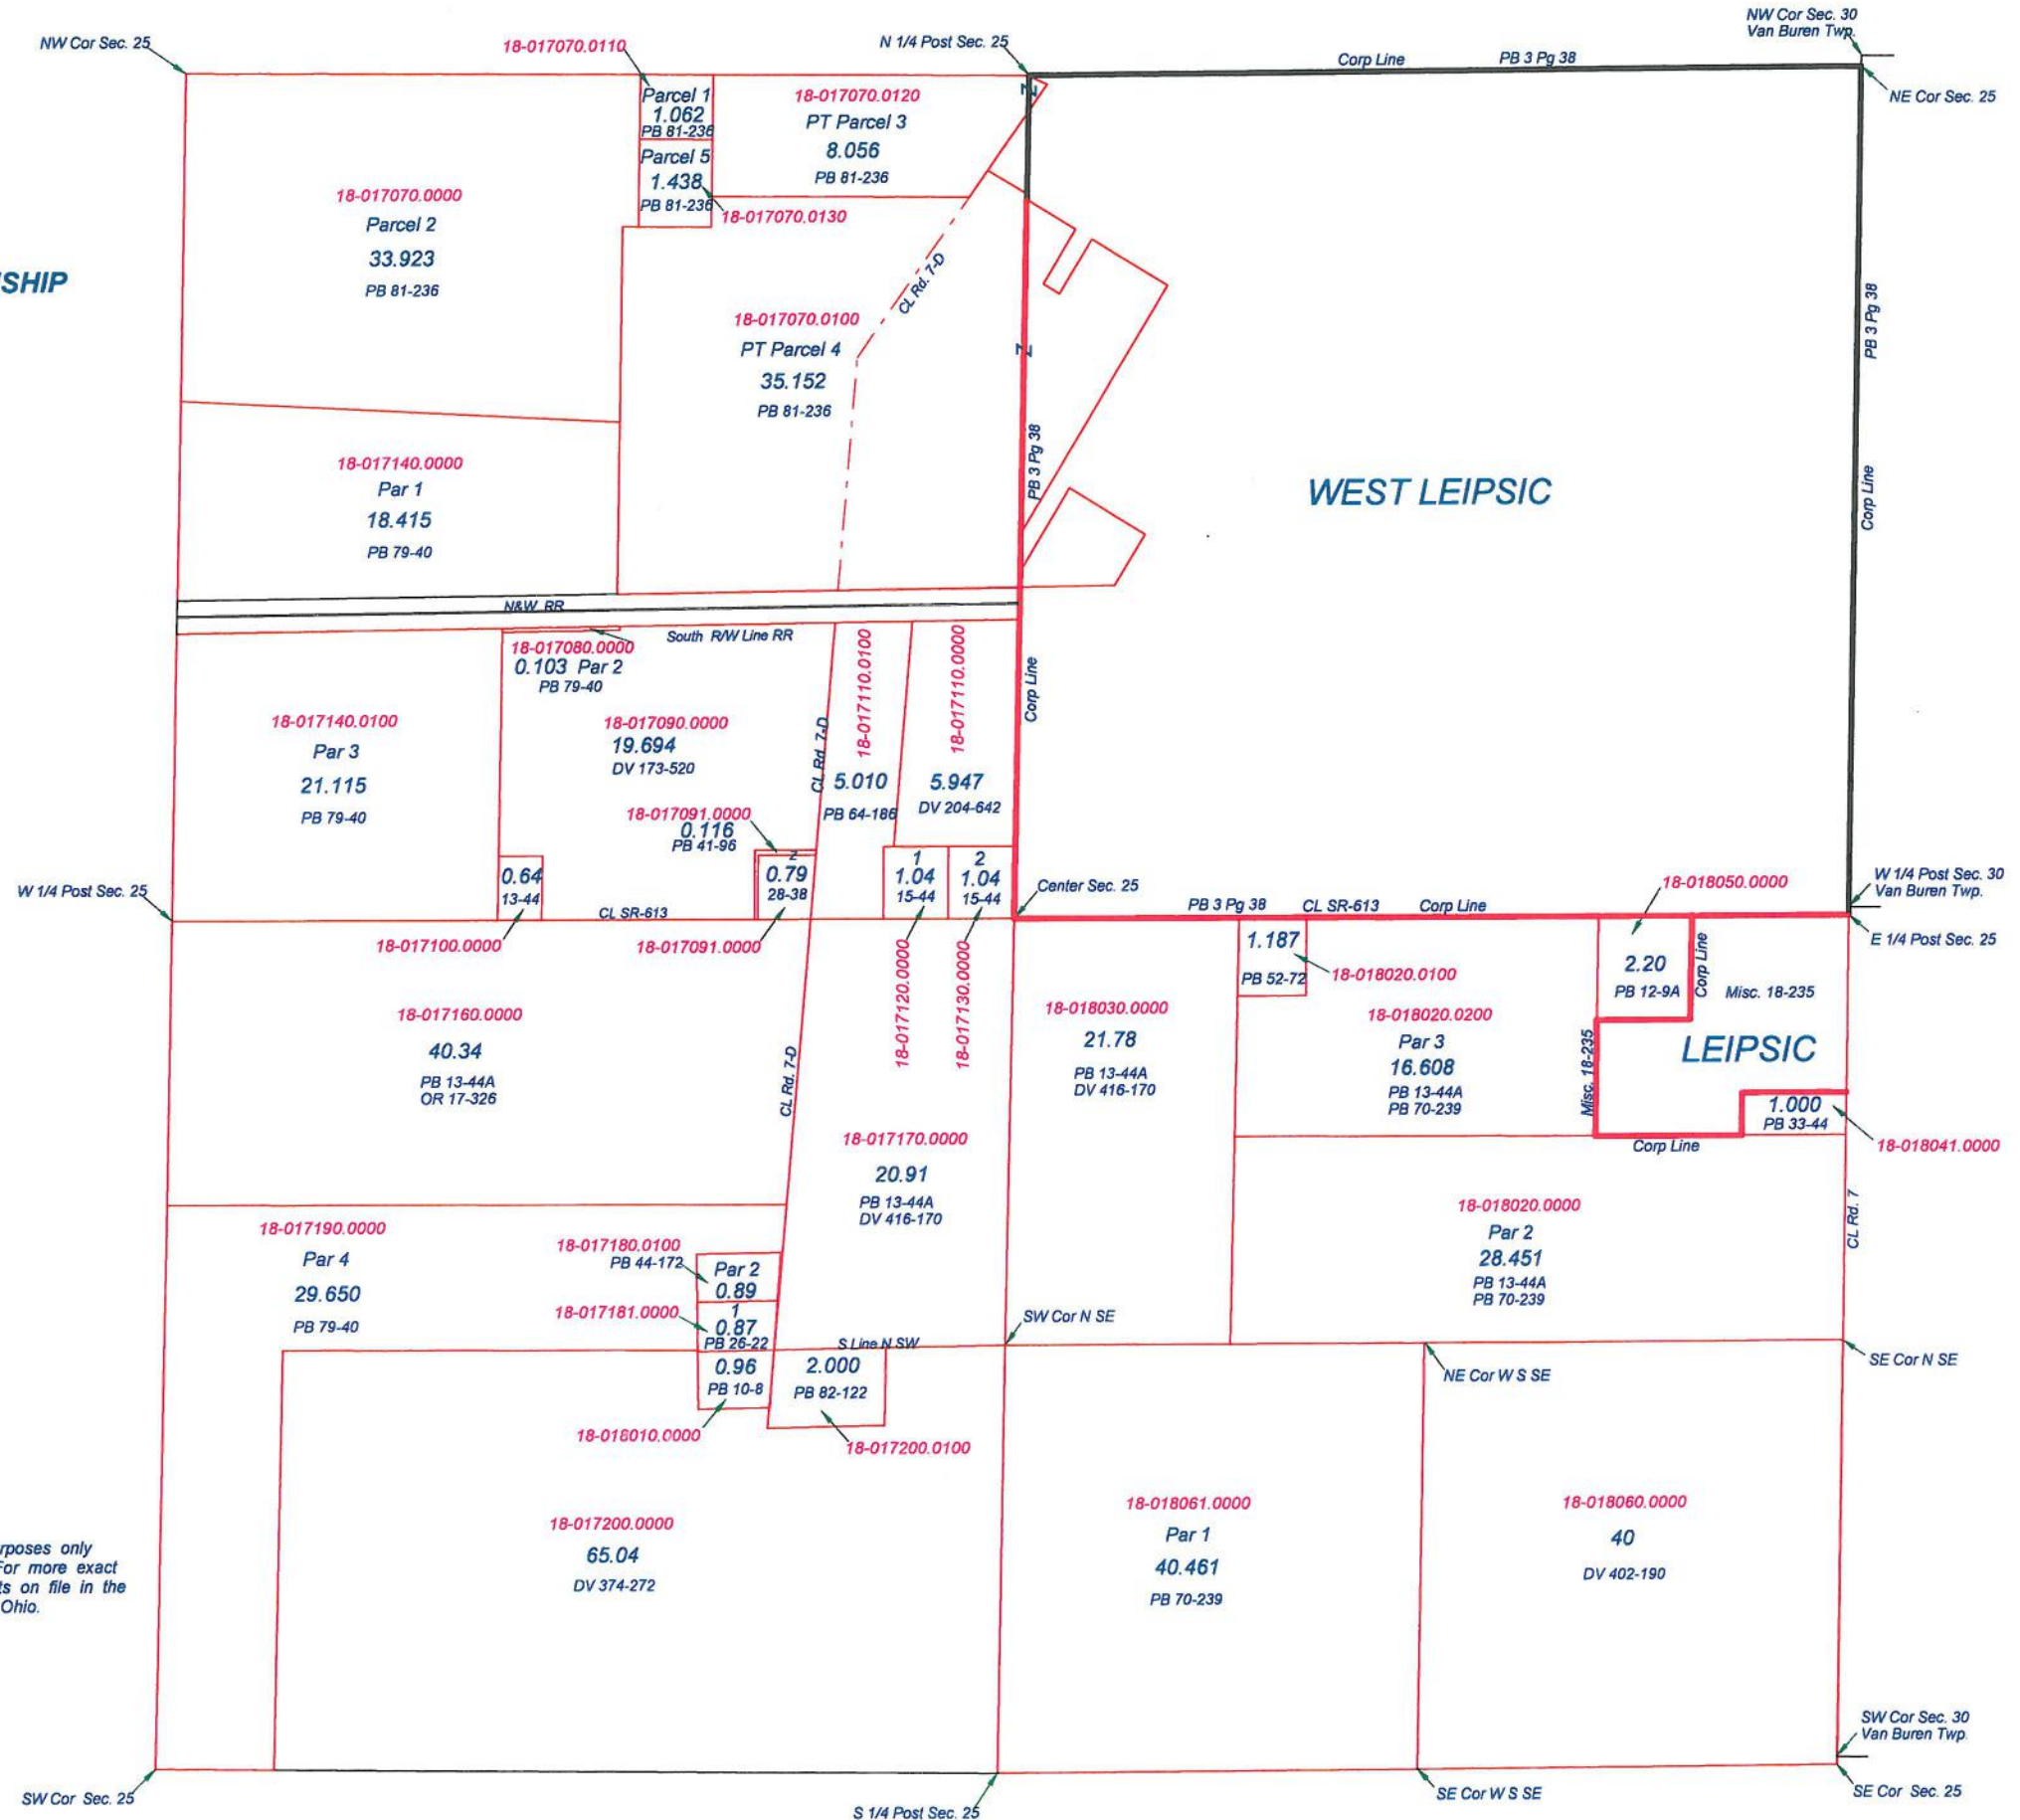 NW Cor Sec. 25
18-017070.0110
N 1/4 Post Sec. 25
Corp Line
PB 3 Pg 38
NW Cor Sec. 30
Van Buren Twp.
NE Cor Sec. 25
Parcel 1
1.062
PB 81-236
Parcel 5
1.438
PB 81-236
18-017070.0130
18-017070.0120
PT Parcel 3
8.056
PB 81-236
18-017070.0000
Parcel 2
33.923
PB 81-236
SHIP
CL Rd. 7-D
18-017070.0100
PT Parcel 4
35.152
PB 81-236
Z
Z
PB 3 Pg 38
PB 3 Pg 38
Corp Line
WEST LEIPSIC
18-017140.0000
Par 1
18.415
PB 79-40
N&W RR
South R/W Line RR
18-017080.0000
0.103 Par 2
PB 79-40
18-017140.0100
Par 3
21.115
PB 79-40
18-017090.0000
19.694
DV 173-520
CL Rd. 7-D
18-017110.0100
5.010
PB 64-186
18-017110.0000
5.947
DV 204-642
Corp Line
18-017091.0000
0.116
PB 41-96
2
0.79
28-38
0.64
13-44
1
1.04
15-44
2
1.04
15-44
W 1/4 Post Sec. 25
CL SR-613
Center Sec. 25
PB 3 Pg 38
CL SR-613
Corp Line
18-018050.0000
W 1/4 Post Sec. 30
Van Buren Twp.
E 1/4 Post Sec. 25
18-017100.0000
18-017091.0000
18-017120.0000
18-017130.0000
1.187
PB 52-72
18-018020.0100
2.20
PB 12-9A
Corp Line
Misc. 18-235
18-017160.0000
40.34
PB 13-44A
OR 17-326
CL Rd. 7-D
18-018030.0000
21.78
PB 13-44A
DV 416-170
18-018020.0200
Par 3
16.608
PB 13-44A
PB 70-239
Misc. 18-235
LEIPSIC
1.000
PB 33-44
18-018041.0000
Corp Line
18-017170.0000
20.91
PB 13-44A
DV 416-170
18-017190.0000
Par 4
29.650
PB 79-40
18-017180.0100
PB 44-172
Par 2
0.89
18-017181.0000
1
0.87
PB 26-22
S Line N SW
SW Cor N SE
18-018020.0000
Par 2
28.451
PB 13-44A
PB 70-239
CL Rd. 7
SE Cor N SE
NE Cor W S SE
0.96
PB 10-8
2.000
PB 82-122
18-018010.0000
18-017200.0100
18-017200.0000
65.04
DV 374-272
18-018061.0000
Par 1
40.461
PB 70-239
18-018060.0000
40
DV 402-190
rposes only
For more exact
ts on file in the
Ohio.
SW Cor Sec. 30
Van Buren Twp.
SW Cor Sec. 25
S 1/4 Post Sec. 25
SE Cor W S SE
SE Cor Sec. 25